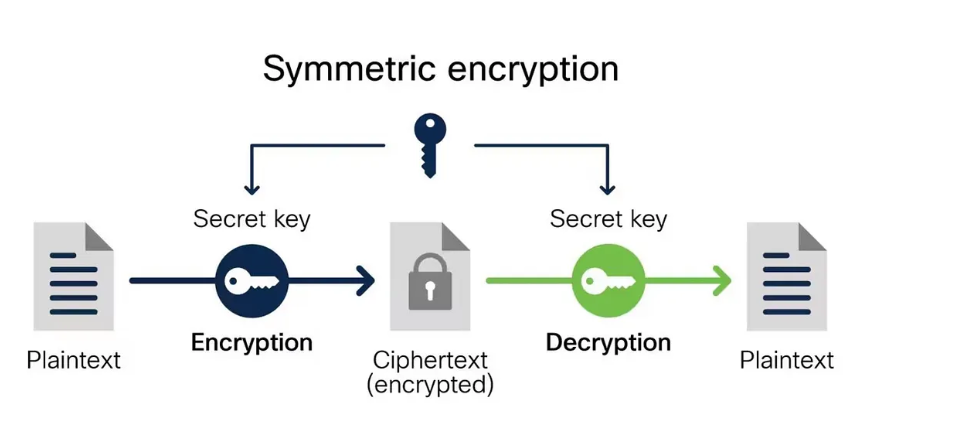 Symmetric encryption
Secret key
Secret key
Encryption
Decryption
Plaintext
Ciphertext
(encrypted)
Plaintext